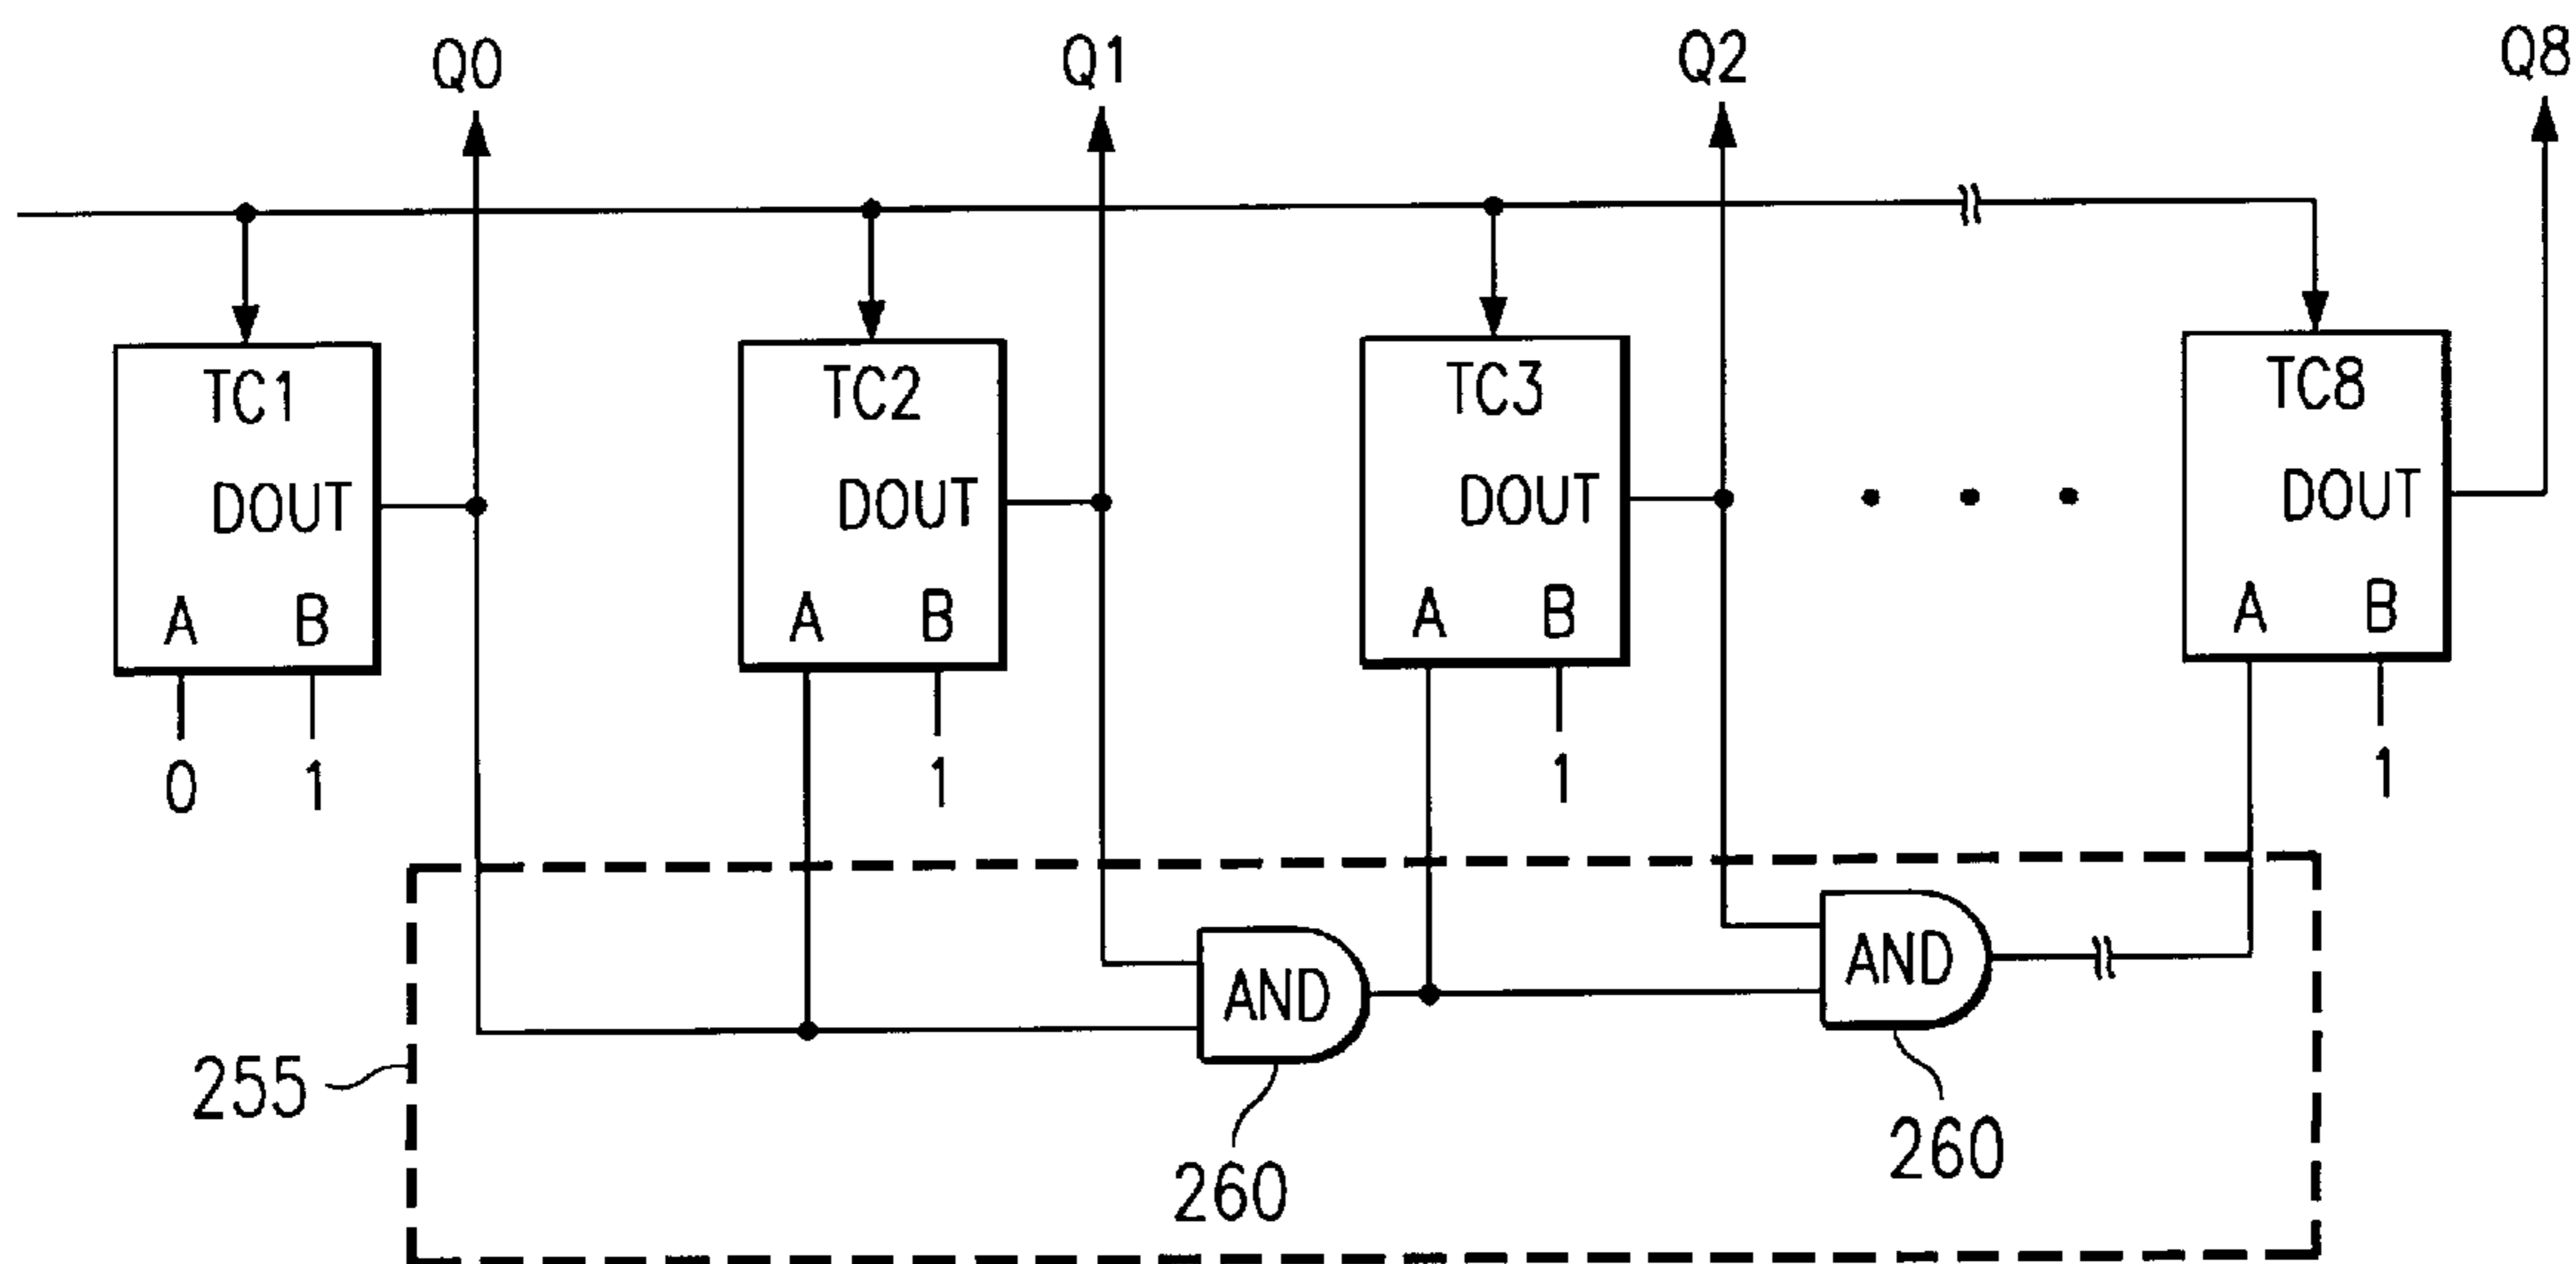 Q0 Q1 Q2 Q8
TC1 TC2 TC3 TC8
DOUT DOUT DOUT DOUT
A B A B A B A B
0 1 1 1 1
AND AND
255
260 260